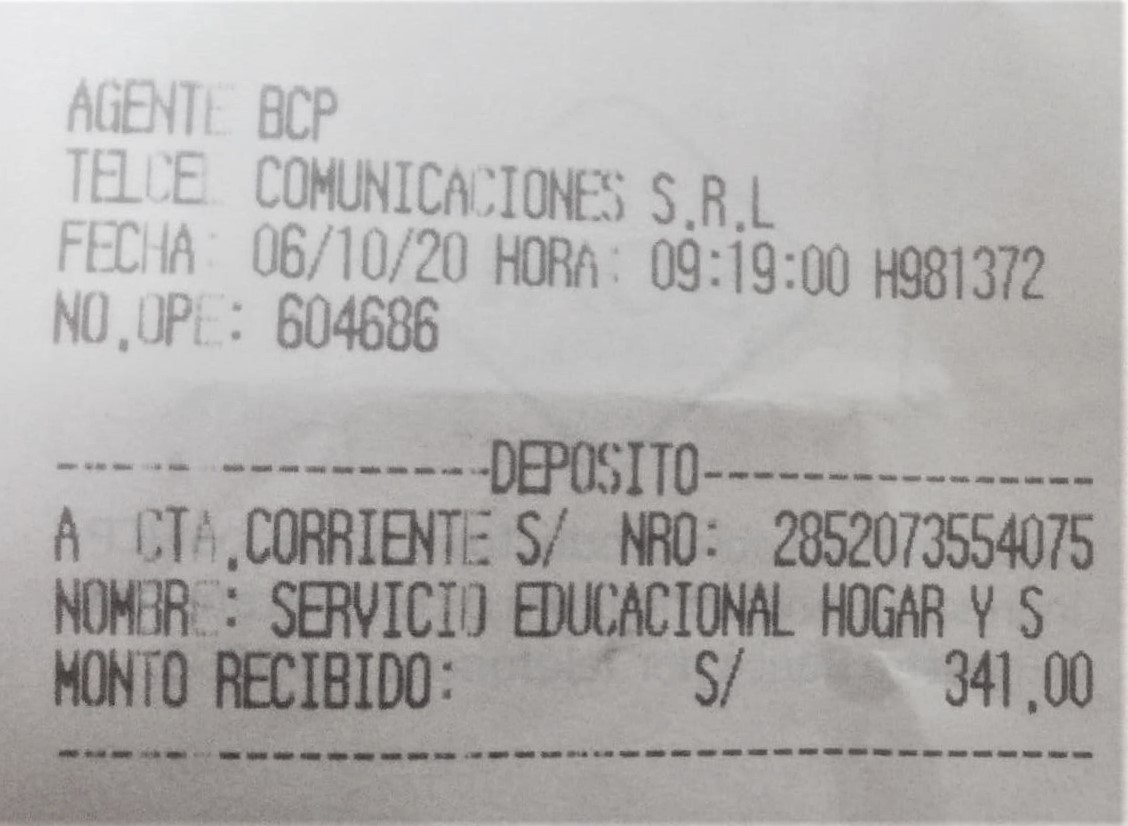 AGENTE BCP
TELCEL COMUNICACIONES S.R.L
FECHA: 06/10/20 HORA: 09:19:00 H981372
NO.OPE: 604686
----------------DEPOSITO----------------
A CTA.CORRIENTE S/ NRO: 2852073554075
NOMBRE: SERVICIO EDUCACIONAL HOGAR Y S
MONTO RECIBIDO: S/ 341.00